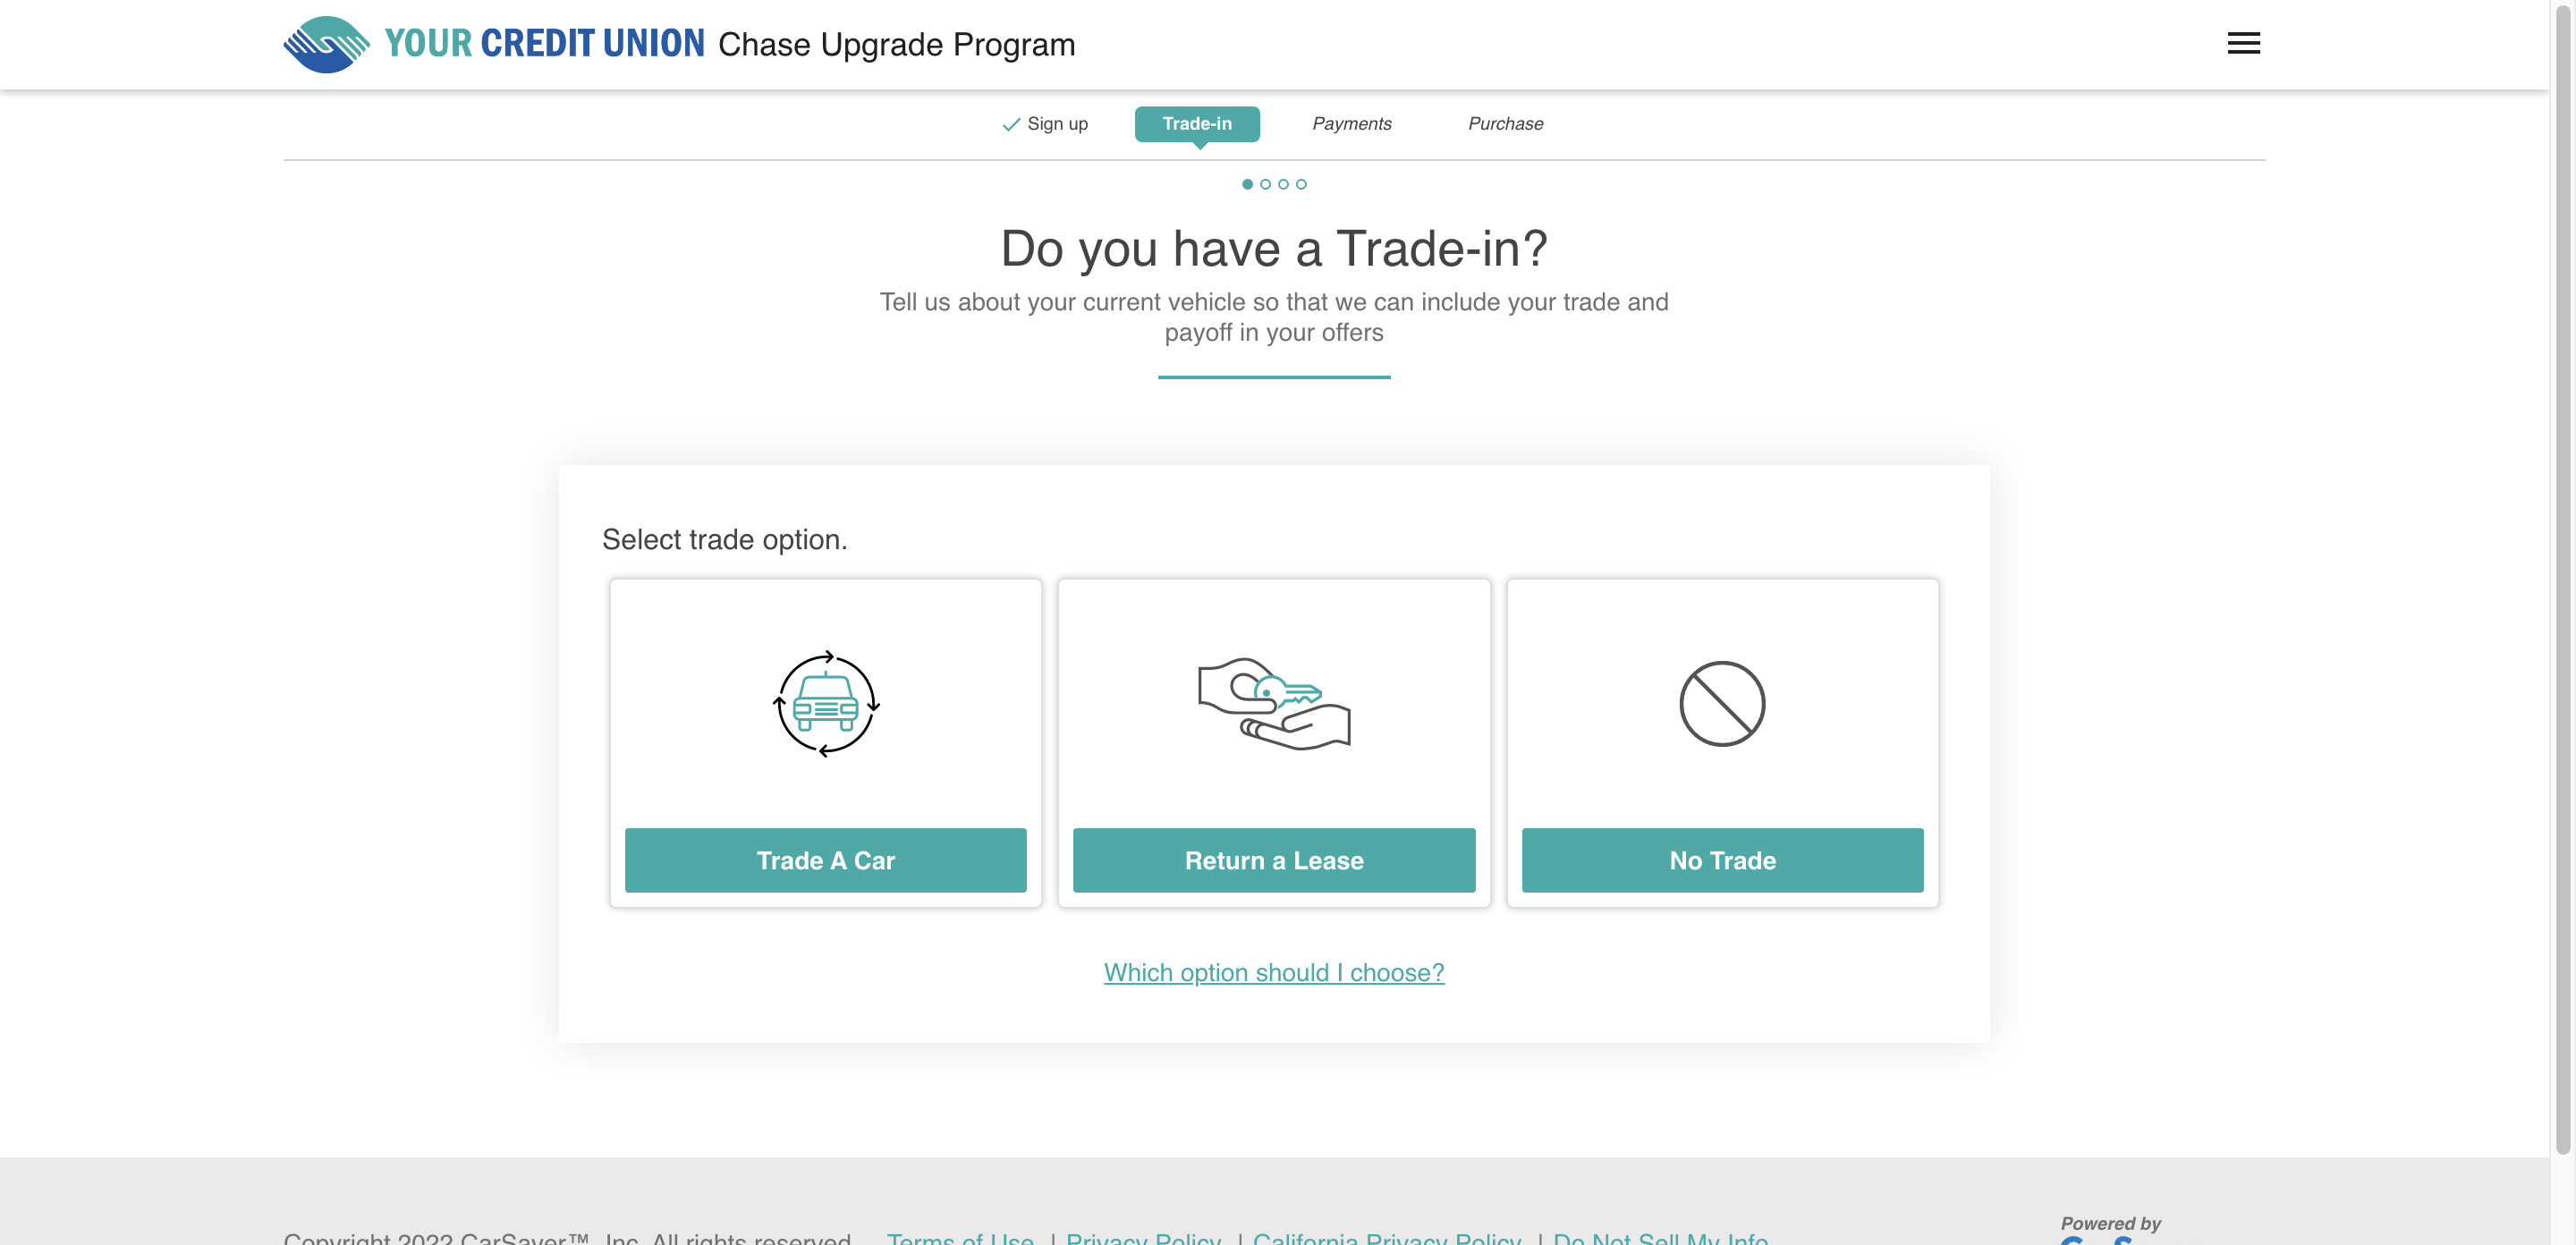 YOUR CREDIT UNION Chase Upgrade Program
Sign up Trade-in Payments Purchase
Do you have a Trade-in?
Tell us about your current vehicle so that we can include your trade and
payoff in your offers
Select trade option.
Trade A Car Return a Lease No Trade
Which option should I choose?
Powered by
Copyright 2022 CarSaver™, Inc. All rights reserved. Terms of Use | Privacy Policy | California Privacy Policy | Do Not Sell My Info